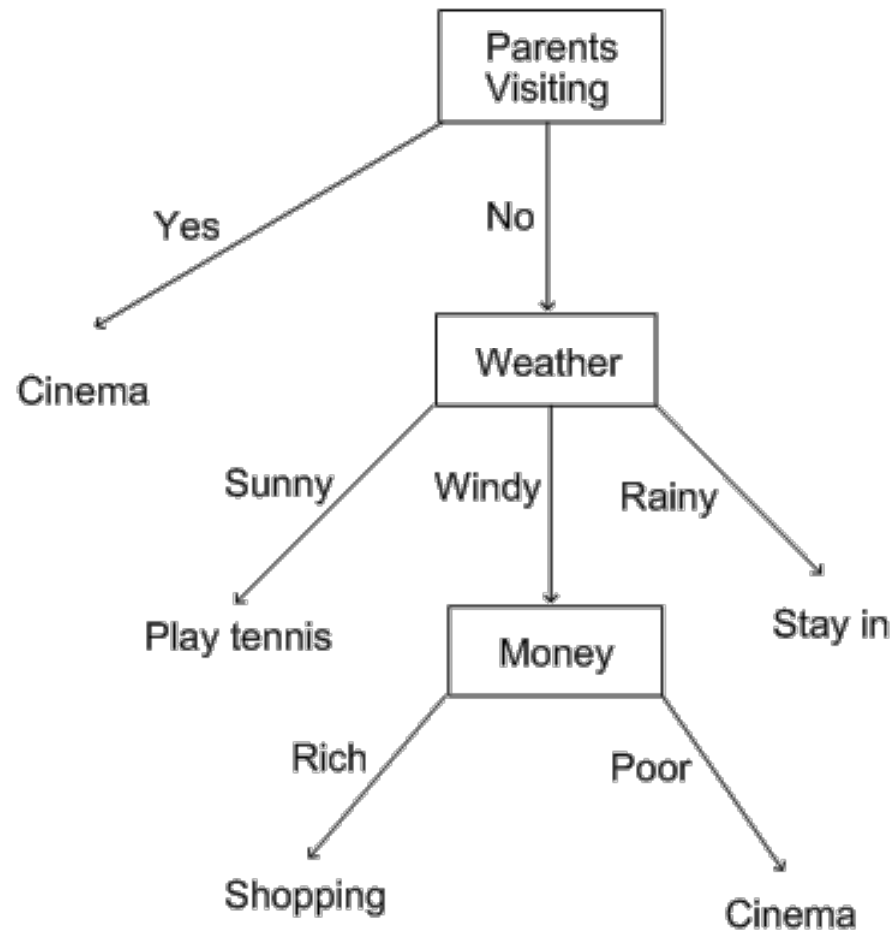 Parents
Visiting
Yes
No
Cinema
Weather
Sunny
Windy
Rainy
Play tennis
Money
Stay in
Rich
Poor
Shopping
Cinema